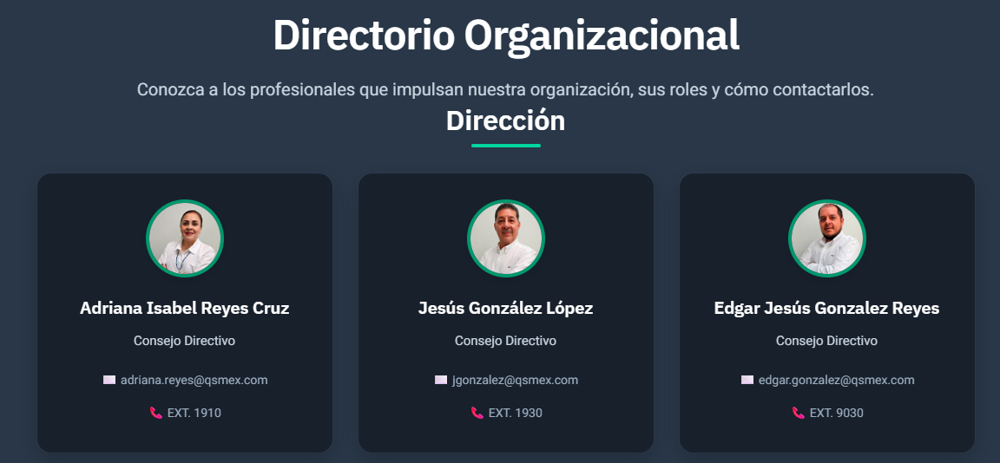 Directorio Organizacional
Conozca a los profesionales que impulsan nuestra organización, sus roles y cómo contactarlos.
Dirección
Adriana Isabel Reyes Cruz
Consejo Directivo
adriana.reyes@qsmex.com
EXT. 1910
Jesús González López
Consejo Directivo
jgonzalez@qsmex.com
EXT. 1930
Edgar Jesús Gonzalez Reyes
Consejo Directivo
edgar.gonzalez@qsmex.com
EXT. 9030